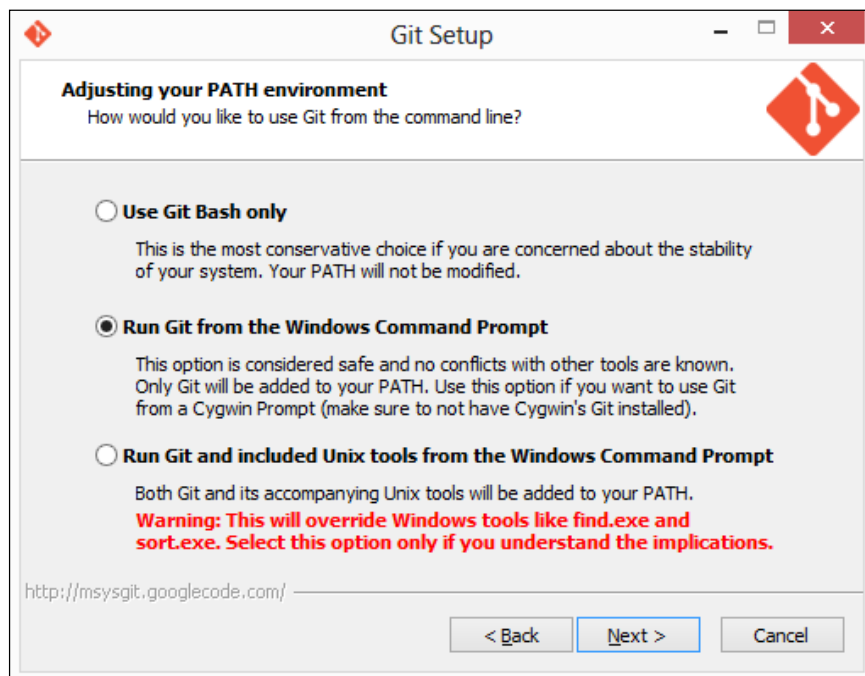 Git Setup
Adjusting your PATH environment
How would you like to use Git from the command line?
Use Git Bash only
This is the most conservative choice if you are concerned about the stability
of your system. Your PATH will not be modified.
Run Git from the Windows Command Prompt
This option is considered safe and no conflicts with other tools are known.
Only Git will be added to your PATH. Use this option if you want to use Git
from a Cygwin Prompt (make sure to not have Cygwin's Git installed).
Run Git and included Unix tools from the Windows Command Prompt
Both Git and its accompanying Unix tools will be added to your PATH.
Warning: This will override Windows tools like find.exe and
sort.exe. Select this option only if you understand the implications.
http://msysgit.googlecode.com/
< Back
Next >
Cancel